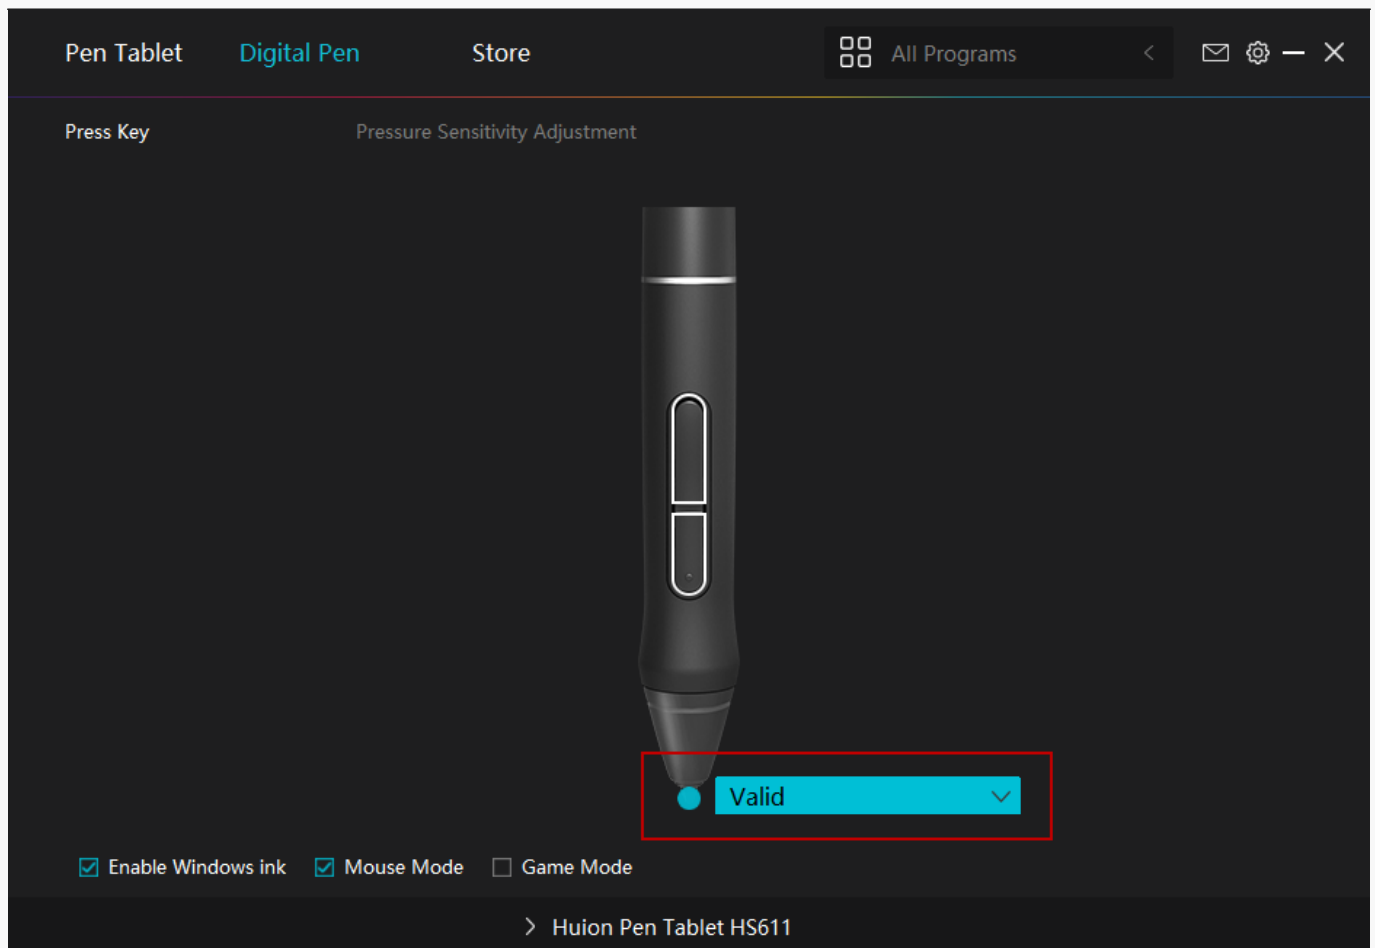 Pen Tablet Digital Pen Store All Programs
Press Key Pressure Sensitivity Adjustment
Valid
Enable Windows ink Mouse Mode Game Mode
Huion Pen Tablet HS611